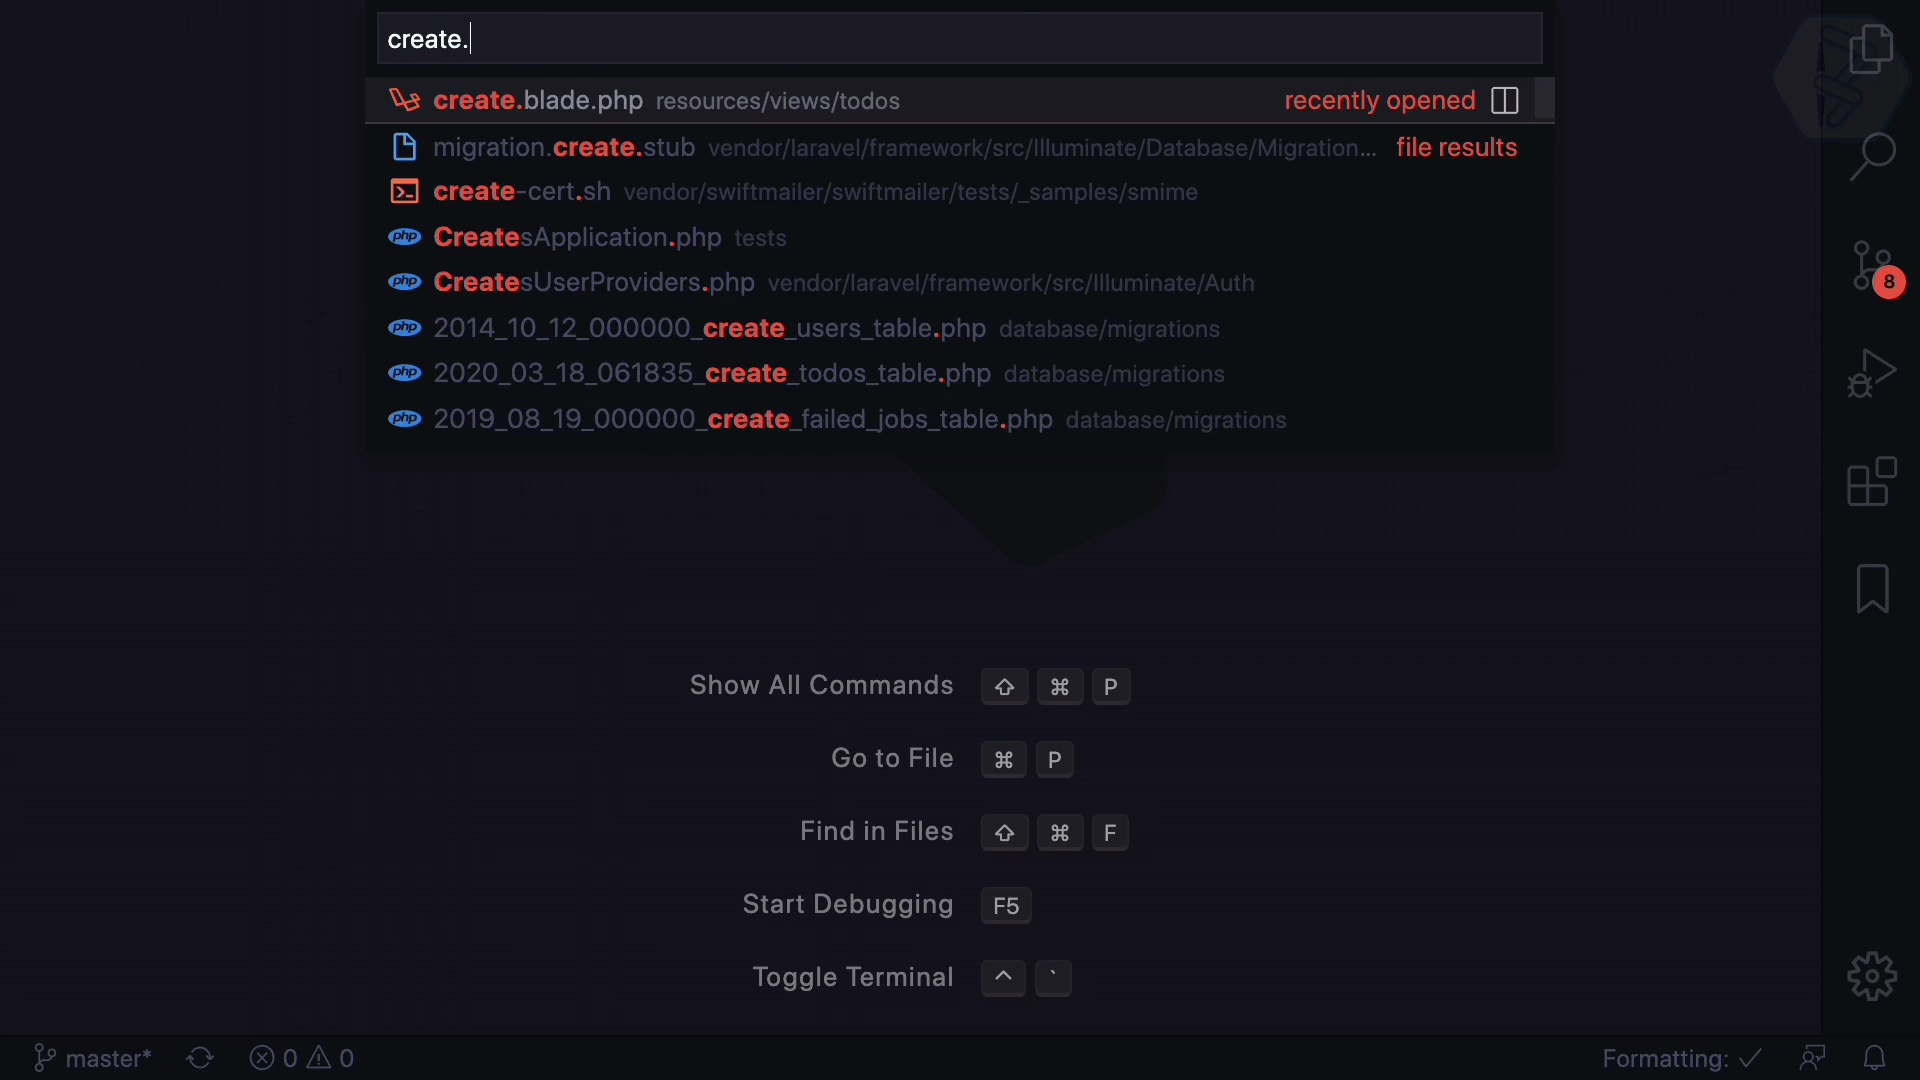 create.
create.blade.php resources/views/todos recently opened
migration.create.stub vendor/laravel/framework/src/Illuminate/Database/Migration... file results
create-cert.sh vendor/swiftmailer/swiftmailer/tests/_samples/smime
CreatesApplication.php tests
CreatesUserProviders.php vendor/laravel/framework/src/Illuminate/Auth
2014_10_12_000000_create_users_table.php database/migrations
2020_03_18_061835_create_todos_table.php database/migrations
2019_08_19_000000_create_failed_jobs_table.php database/migrations
8
Show All Commands ⇧ ⌘ P
Go to File ⌘ P
Find in Files ⇧ ⌘ F
Start Debugging F5
Toggle Terminal ^ `
master* 0 0 Formatting: ✓